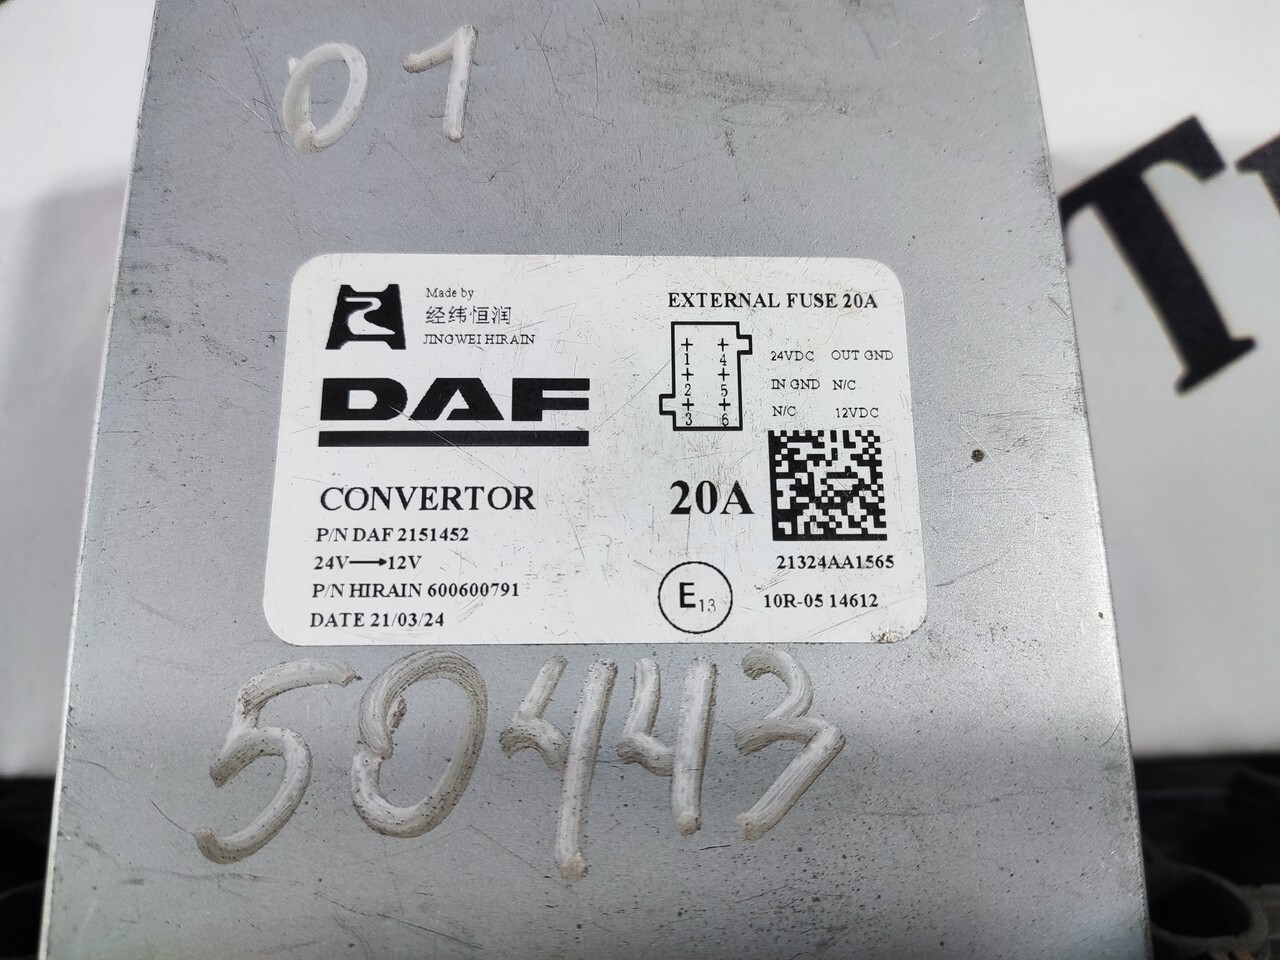 01
Made by
经纬恒润
JINGWEI HIRAIN
DAF
CONVERTOR
P/N DAF 2151452
24V→12V
P/N HIRAIN 600600791
DATE 21/03/24
EXTERNAL FUSE 20A
1 4
2 5
3 6
24VDC OUT GND
IN GND N/C
N/C 12VDC
20A
21324AA1565
E13
10R-05 14612
50443